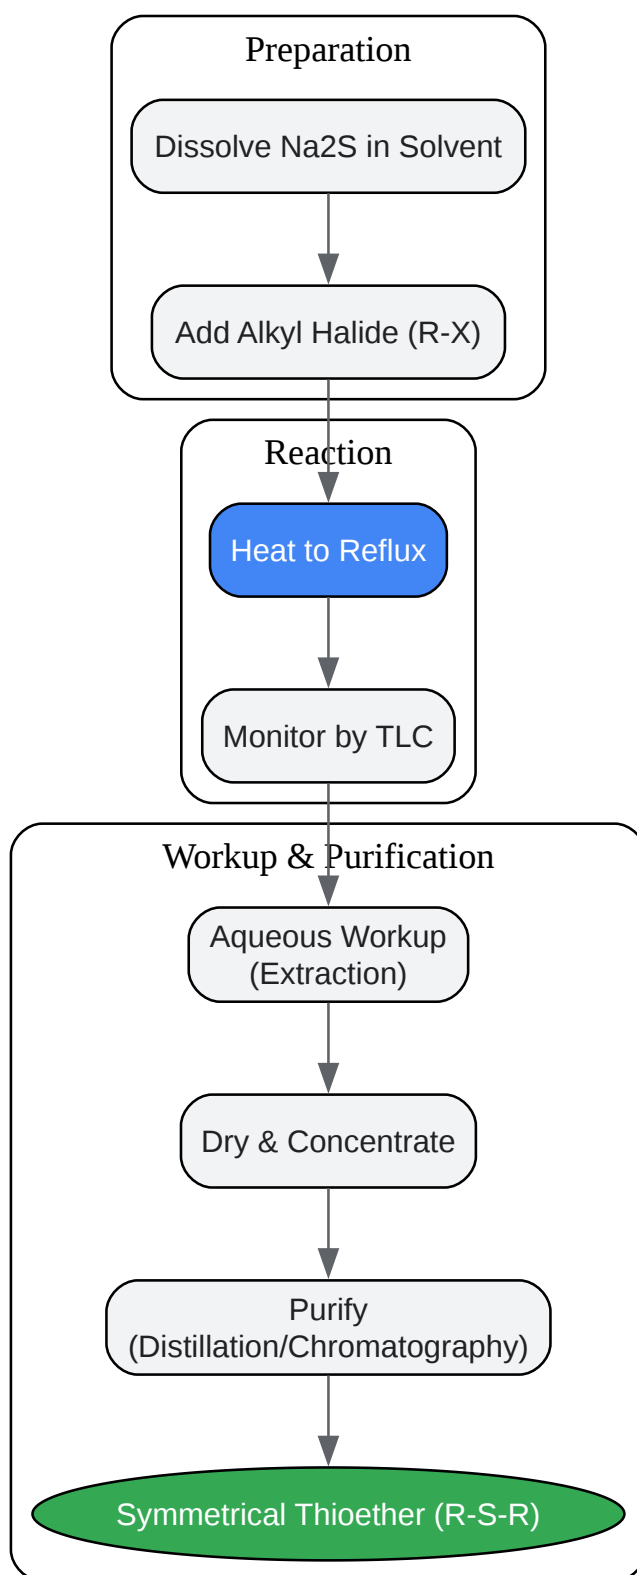 Preparation
Dissolve Na2S in Solvent
Add Alkyl Halide (R-X)
Reaction
Heat to Reflux
Monitor by TLC
Workup & Purification
Aqueous Workup
(Extraction)
Dry & Concentrate
Purify
(Distillation/Chromatography)
Symmetrical Thioether (R-S-R)